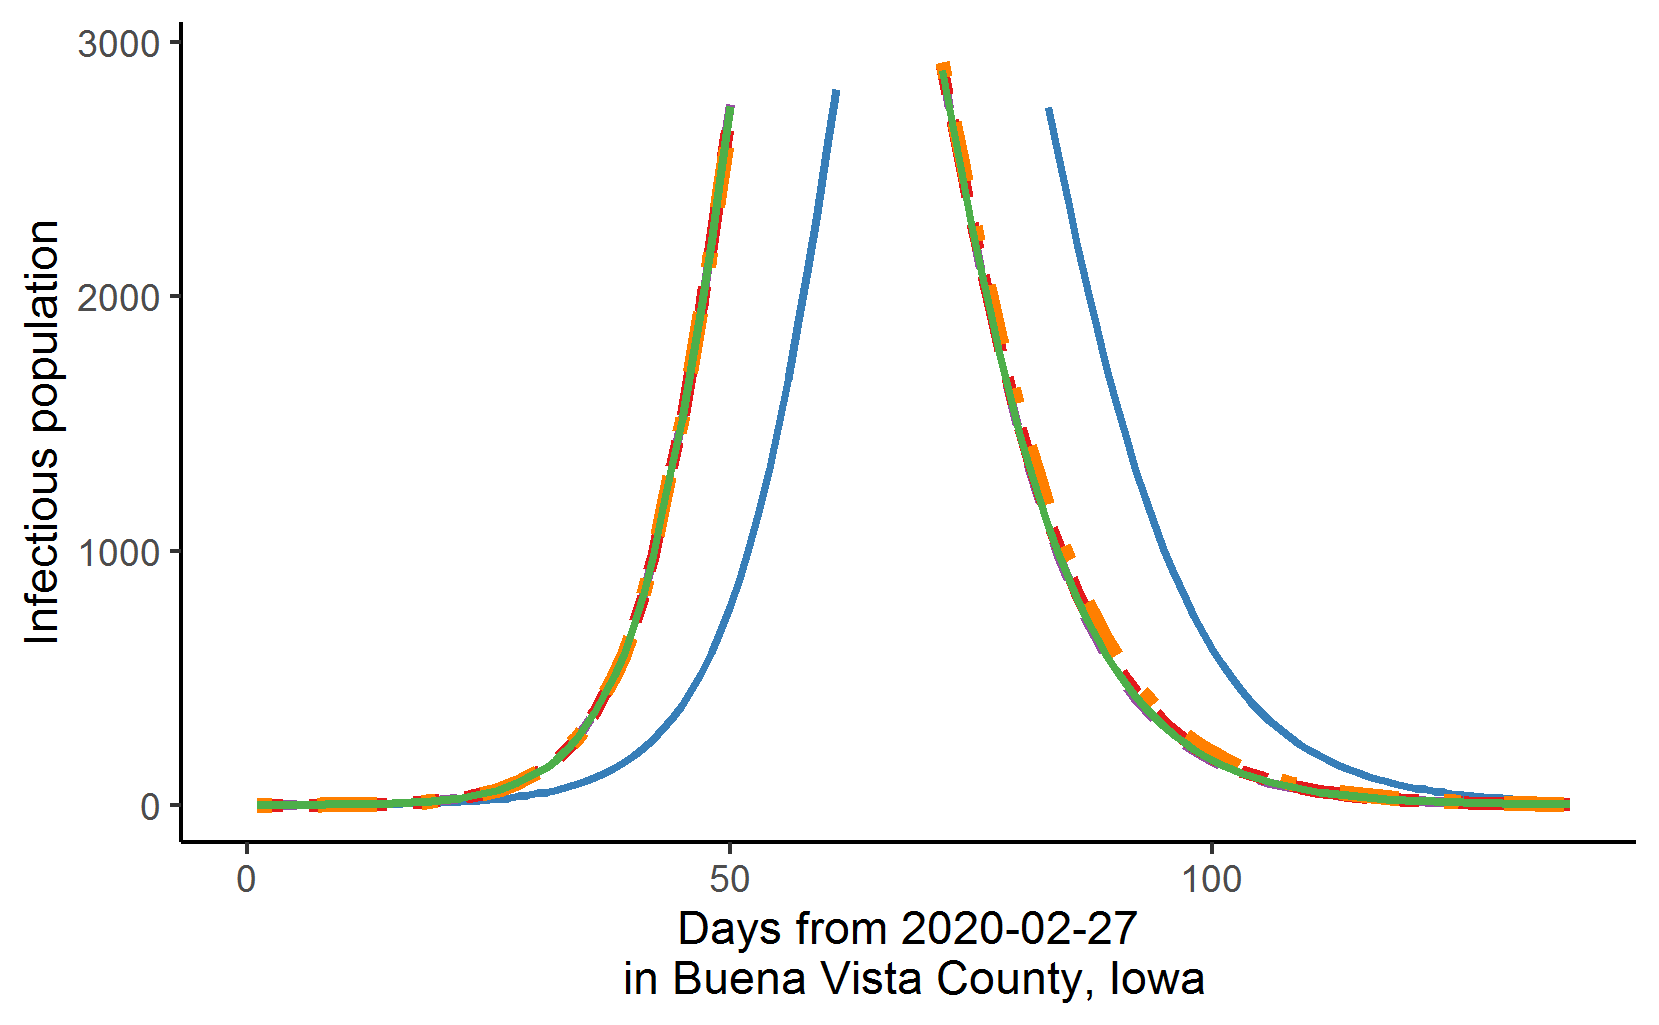 3000
2000
1000
0
Infectious population
0 50 100
Days from 2020-02-27
in Buena Vista County, Iowa